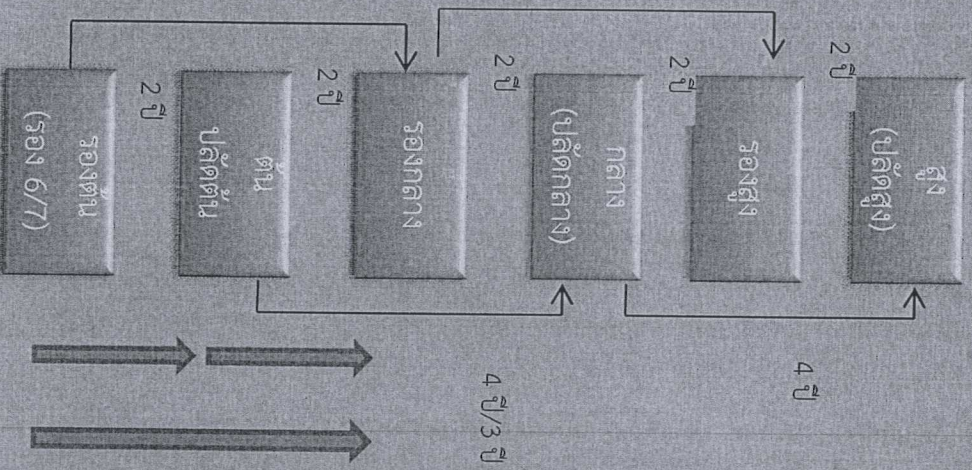 สูง
(ปลัดสูง)
2 ปี
รองสูง
2 ปี
4 ปี
กลาง
(ปลัดกลาง)
2 ปี
รองกลาง
2 ปี
4 ปี/3 ปี
ต้น
ปลัดต้น
2 ปี
รองต้น
(รอง 6/7)